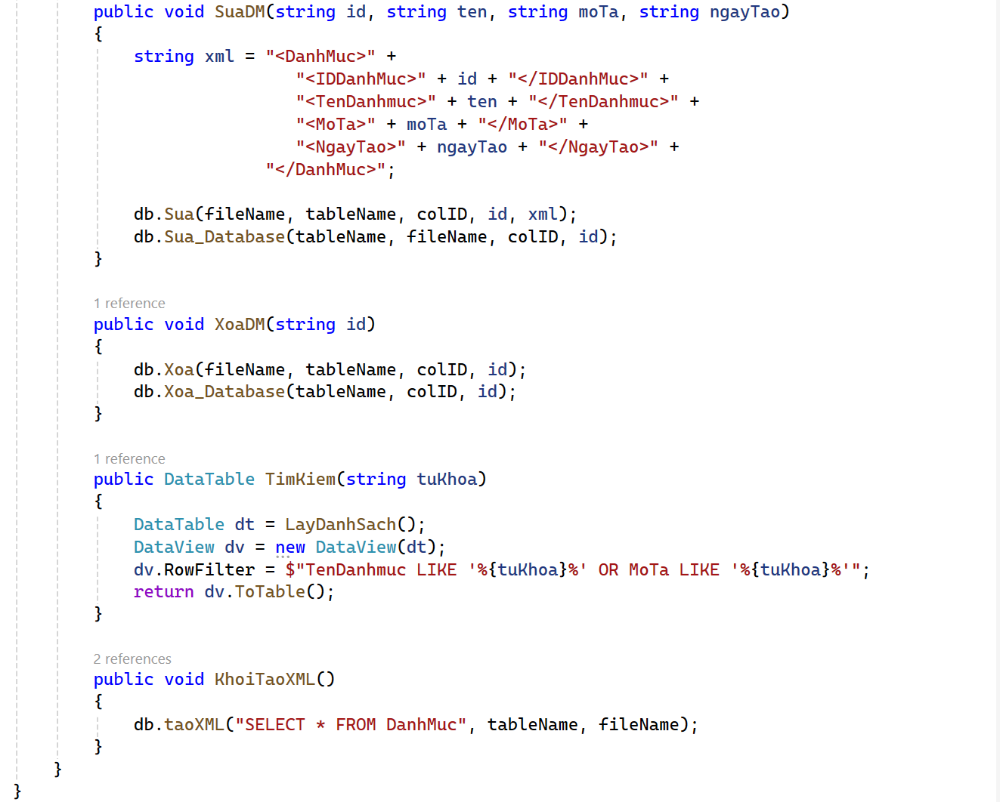 public void SuaDM(string id, string ten, string moTa, string ngayTao)
{
string xml = "<DanhMuc>" +
"<IDDanhMuc>" + id + "</IDDanhMuc>" +
"<TenDanhmuc>" + ten + "</TenDanhmuc>" +
"<MoTa>" + moTa + "</MoTa>" +
"<NgayTao>" + ngayTao + "</NgayTao>" +
"</DanhMuc>";
db.Sua(fileName, tableName, colID, id, xml);
db.Sua_Database(tableName, fileName, colID, id);
}
1 reference
public void XoaDM(string id)
{
db.Xoa(fileName, tableName, colID, id);
db.Xoa_Database(tableName, colID, id);
}
1 reference
public DataTable TimKiem(string tuKhoa)
{
DataTable dt = LayDanhSach();
DataView dv = new DataView(dt);
dv.RowFilter = $"TenDanhmuc LIKE '%{tuKhoa}%' OR MoTa LIKE '%{tuKhoa}%'";
return dv.ToTable();
}
2 references
public void KhoiTaoXML()
{
db.taoXML("SELECT * FROM DanhMuc", tableName, fileName);
}
}
}